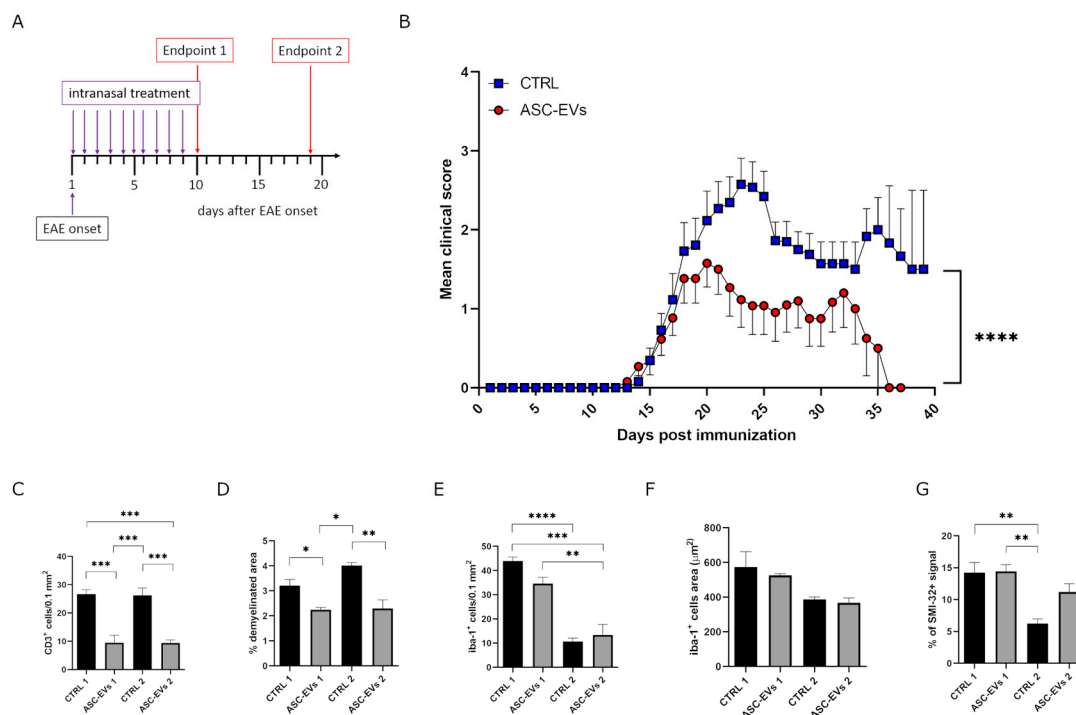 A
Endpoint 1
Endpoint 2
intranasal treatment
1 5 10 15 20
days after EAE onset
EAE onset
B
CTRL
ASC-EVs
Mean clinical score
4
3
2
1
0
0 5 10 15 20 25 30 35 40
Days post immunization
****
C
***
***
***
***
CD3+ cells/0.1 mm²
40
30
20
10
0
CTRL 1
ASC-EVs 1
CTRL 2
ASC-EVs 2
D
*
**
*
% demyelinated area
6
5
4
3
2
1
0
CTRL 1
ASC-EVs 1
CTRL 2
ASC-EVs 2
E
****
***
**
iba-1+ cells/0.1 mm²
50
40
30
20
10
0
CTRL 1
ASC-EVs 1
CTRL 2
ASC-EVs 2
F
iba-1+ cells area (μm²)
800
600
400
200
0
CTRL 1
ASC-EVs 1
CTRL 2
ASC-EVs 2
G
**
**
% of SMI-32+ signal
25
20
15
10
5
0
CTRL 1
ASC-EVs 1
CTRL 2
ASC-EVs 2